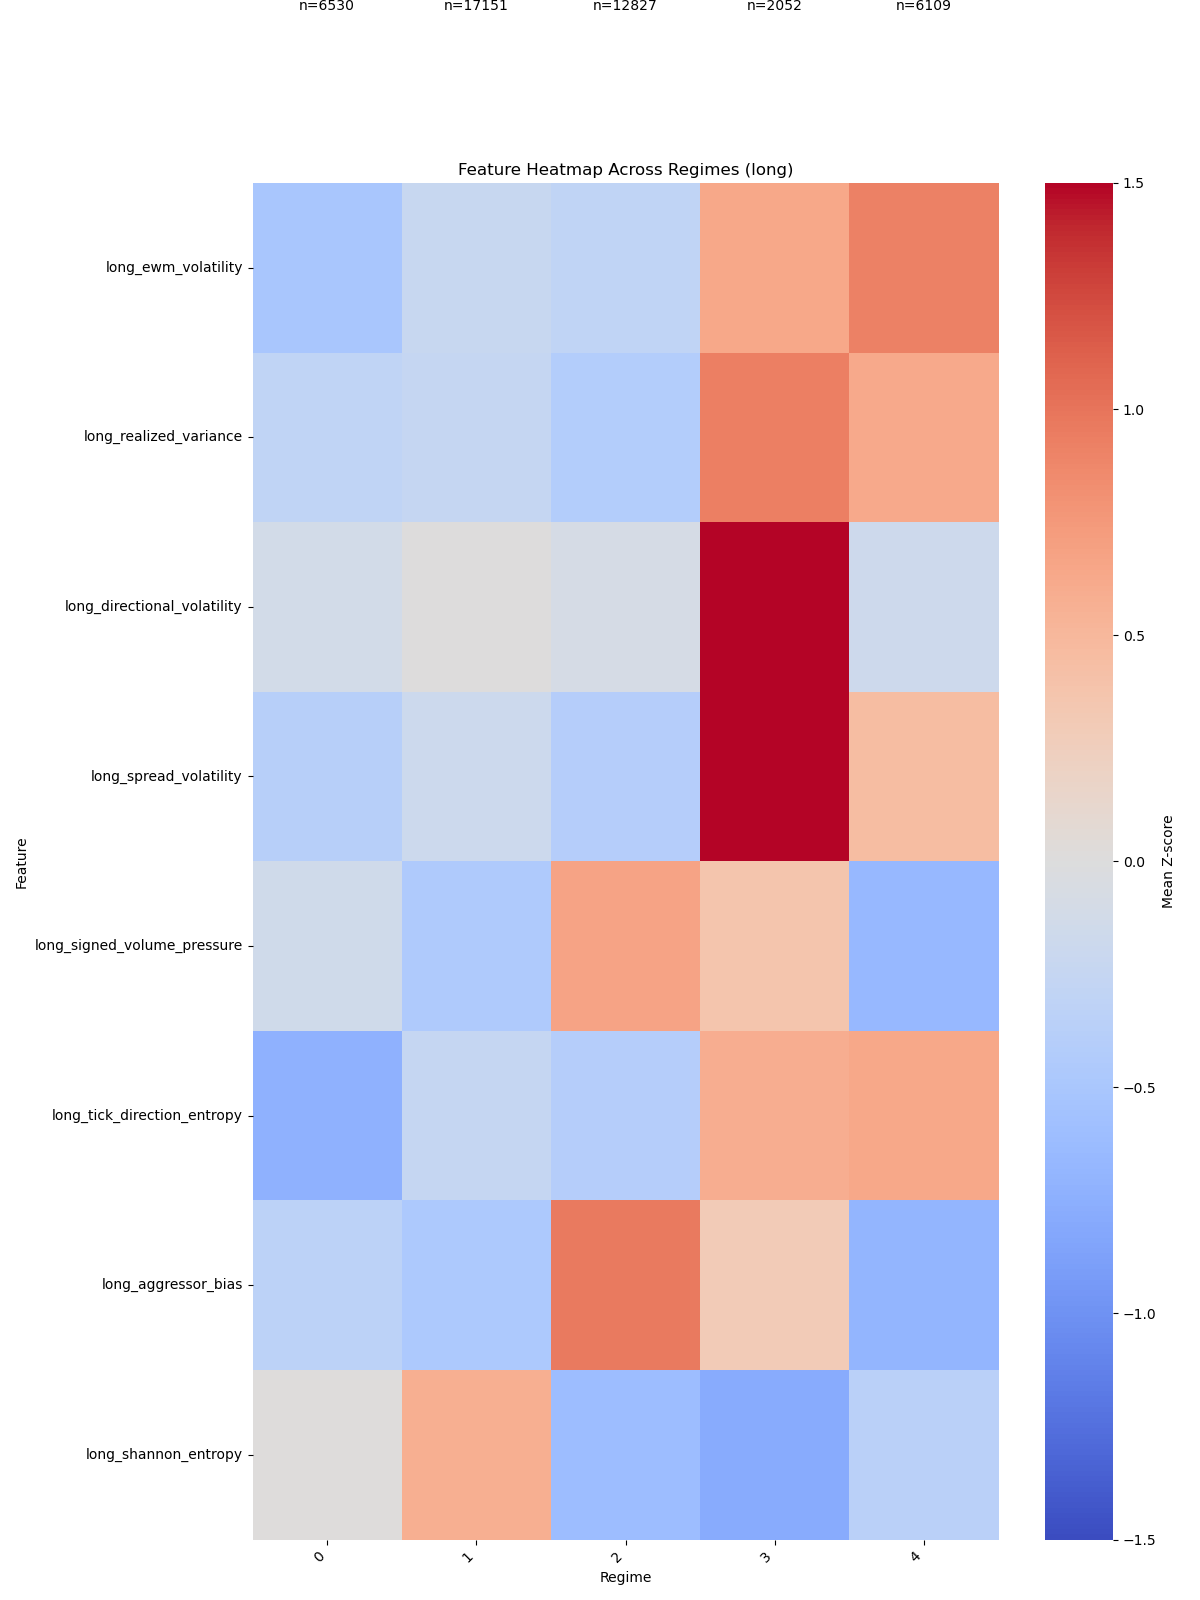 n=6530 n=17151 n=12827 n=2052 n=6109
Feature Heatmap Across Regimes (long)
long_ewm_volatility
long_realized_variance
long_directional_volatility
long_spread_volatility
long_signed_volume_pressure
long_tick_direction_entropy
long_aggressor_bias
long_shannon_entropy
Feature
0 1 2 3 4
Regime
1.5
1.0
0.5
0.0
−0.5
−1.0
−1.5
Mean Z-score